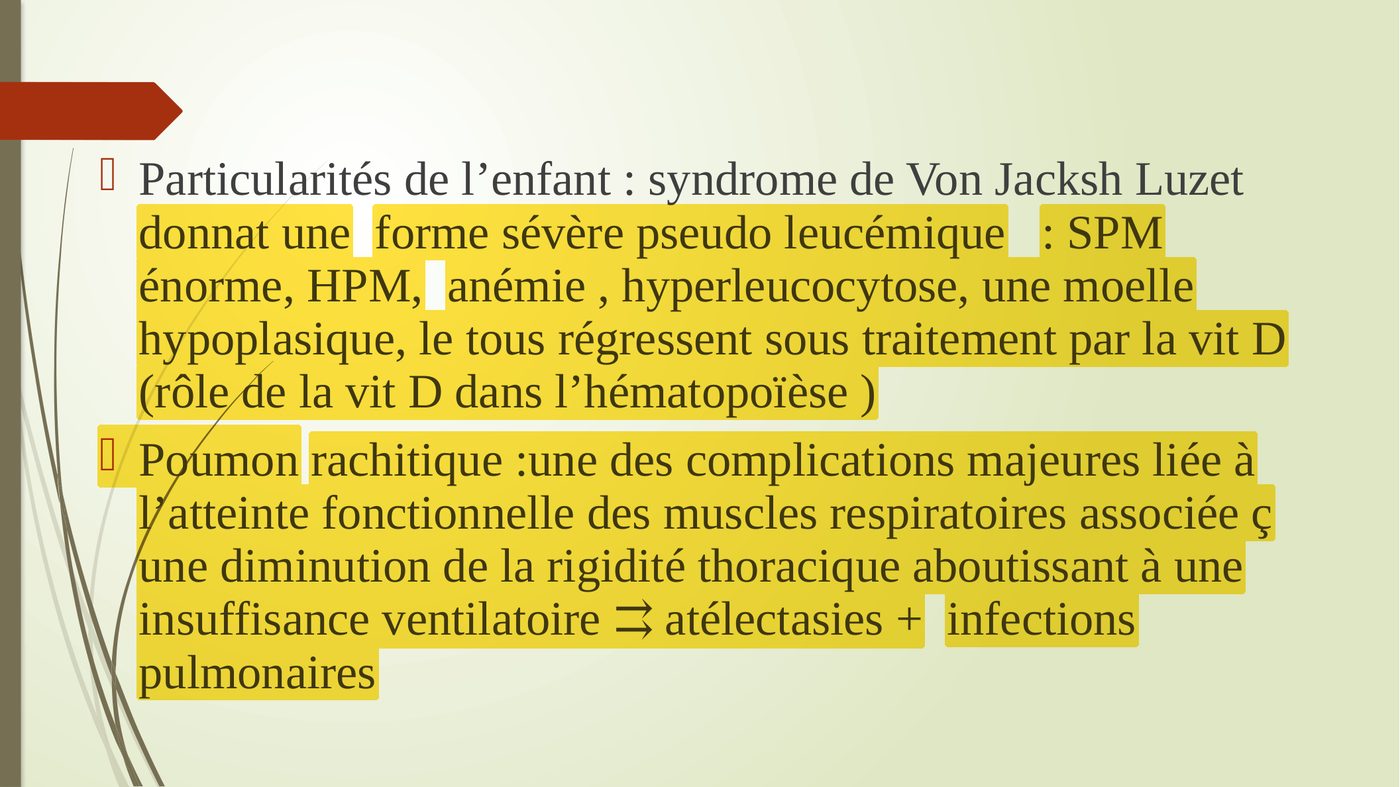 Particularités de l’enfant : syndrome de Von Jacksh Luzet
donnat une forme sévère pseudo leucémique : SPM
énorme, HPM, anémie , hyperleucocytose, une moelle
hypoplasique, le tous régressent sous traitement par la vit D
(rôle de la vit D dans l’hématopoïèse )
Poumon rachitique :une des complications majeures liée à
l’atteinte fonctionnelle des muscles respiratoires associée ç
une diminution de la rigidité thoracique aboutissant à une
insuffisance ventilatoire ⇉ atélectasies + infections
pulmonaires